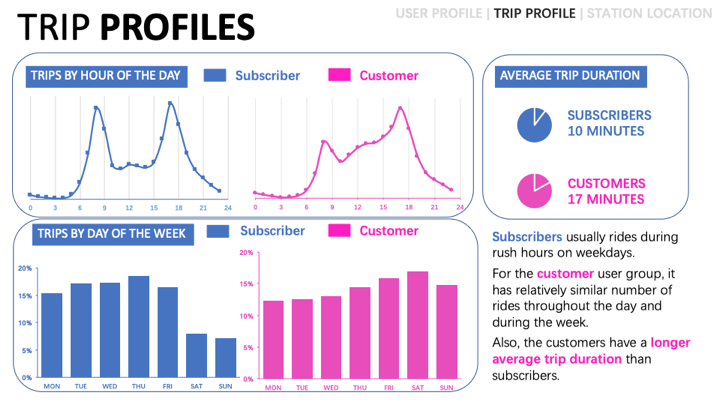 USER PROFILE | TRIP PROFILE | STATION LOCATION
TRIP PROFILES
TRIPS BY HOUR OF THE DAY
Subscriber
Customer
0 3 6 9 12 15 18 21 24
0 3 6 9 12 15 18 21 24
TRIPS BY DAY OF THE WEEK
Subscriber
Customer
20%
15%
10%
5%
0%
MON TUE WED THU FRI SAT SUN
20%
15%
10%
5%
0%
MON TUE WED THU FRI SAT SUN
AVERAGE TRIP DURATION
SUBSCRIBERS
10 MINUTES
CUSTOMERS
17 MINUTES
Subscribers usually rides during
rush hours on weekdays.
For the customer user group, it
has relatively similar number of
rides throughout the day and
during the week.
Also, the customers have a longer
average trip duration than
subscribers.